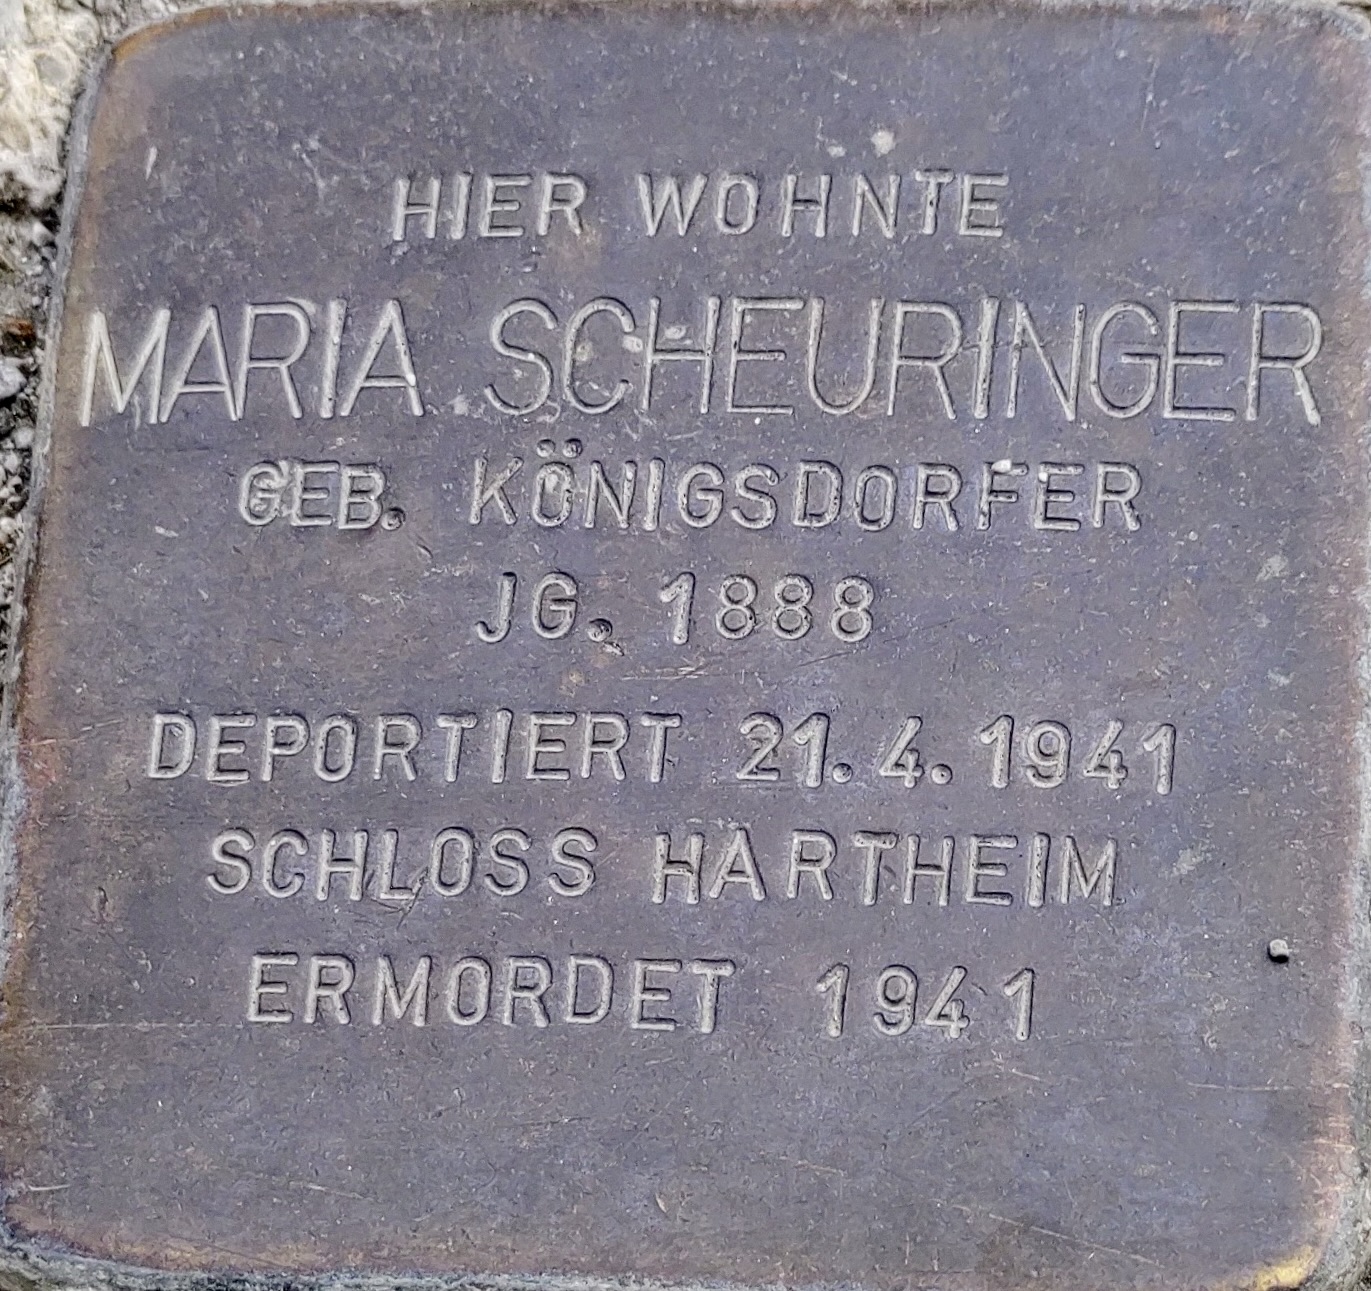 HIER WOHNTE
MARIA SCHEURINGER
GEB. KÖNIGSDORFER
JG. 1888
DEPORTIERT 21.4.1941
SCHLOSS HARTHEIM
ERMORDET 1941